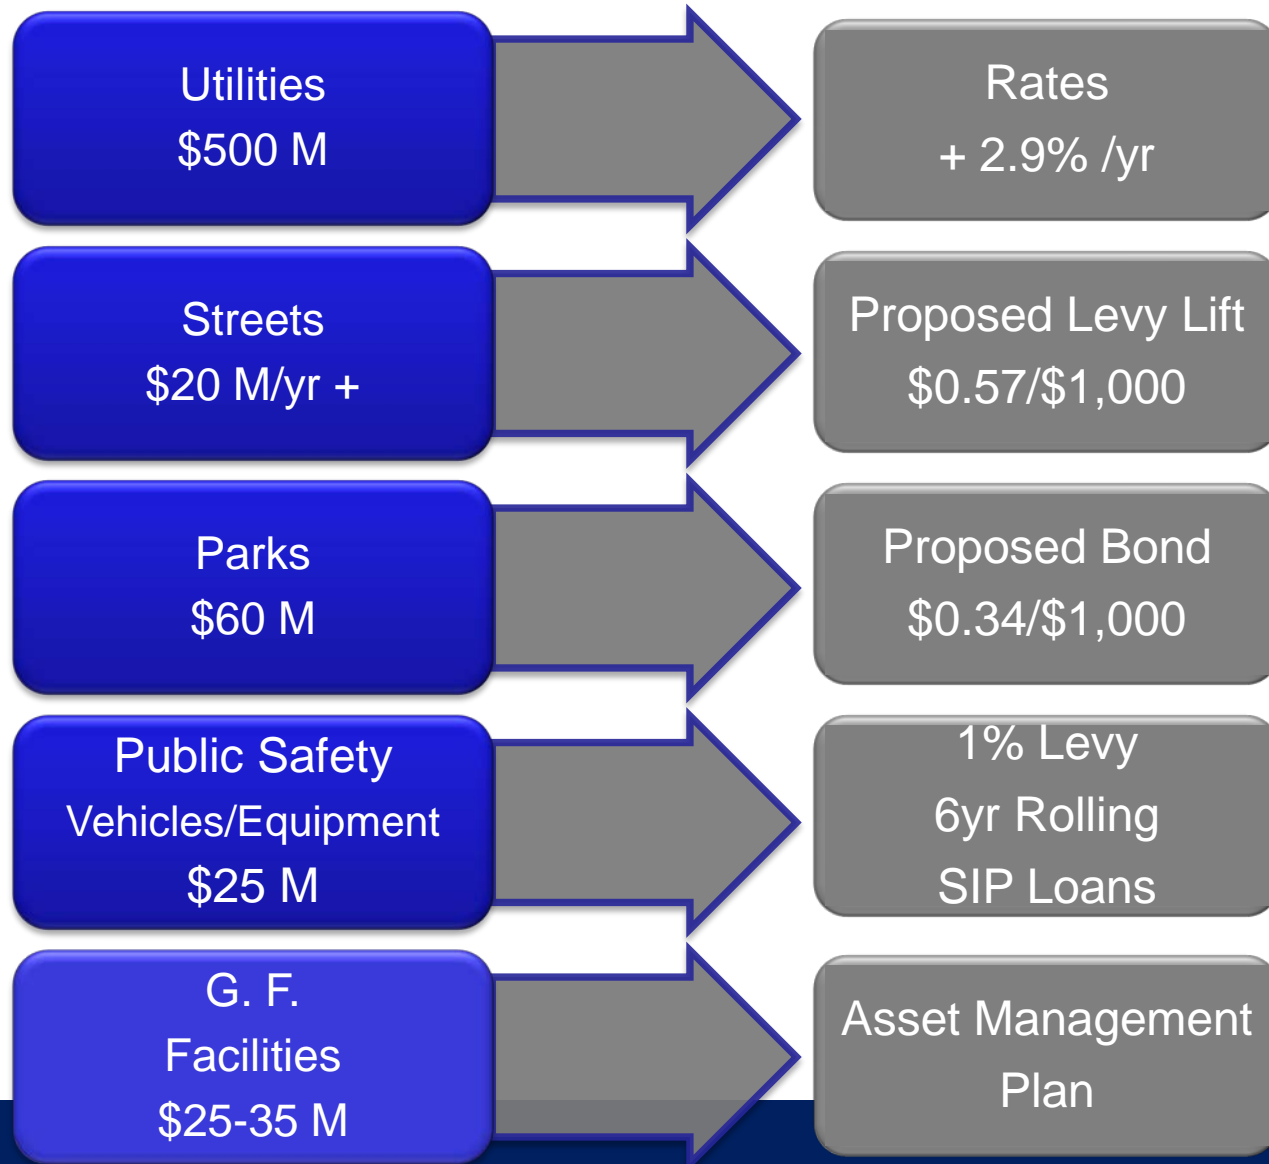 Utilities
$500 M
Rates
+ 2.9% /yr
Streets
$20 M/yr +
Proposed Levy Lift
$0.57/$1,000
Parks
$60 M
Proposed Bond
$0.34/$1,000
Public Safety
Vehicles/Equipment
$25 M
1% Levy
6yr Rolling
SIP Loans
G. F.
Facilities
$25-35 M
Asset Management
Plan